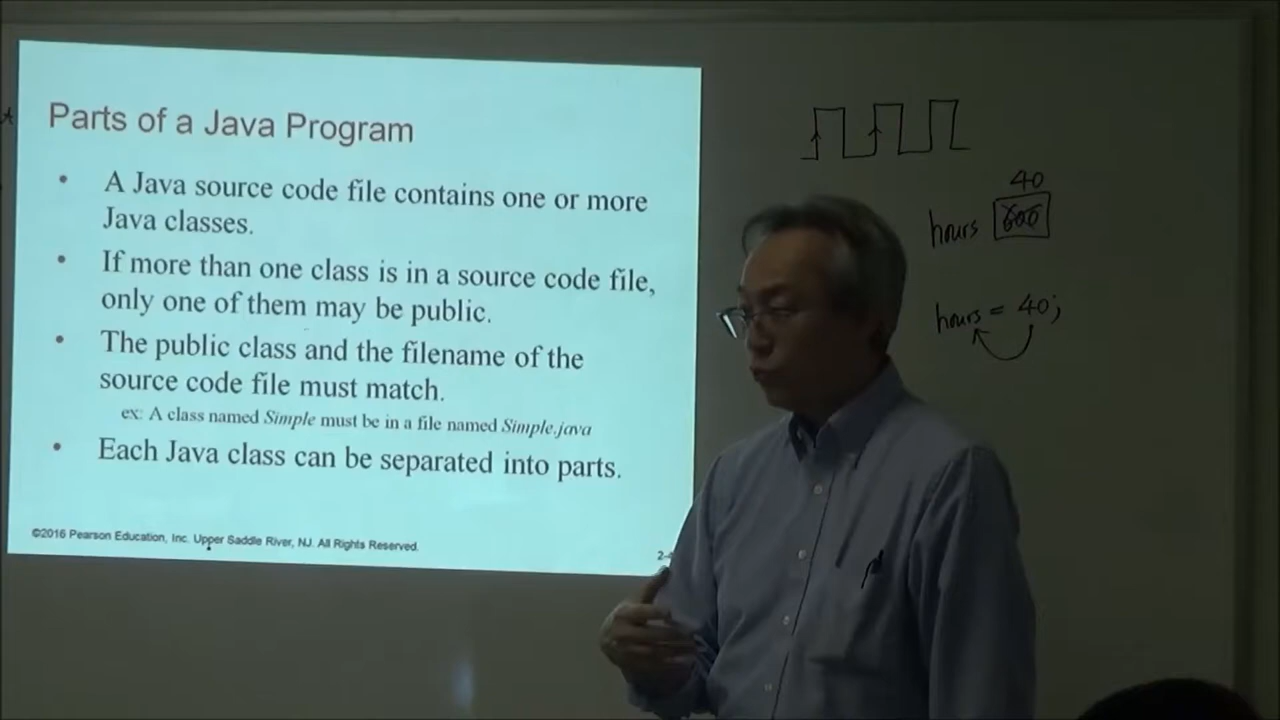 Parts of a Java Program
• A Java source code file contains one or more
Java classes.
• If more than one class is in a source code file,
only one of them may be public.
• The public class and the filename of the
source code file must match.
ex: A class named Simple must be in a file named Simple.java
• Each Java class can be separated into parts.
©2016 Pearson Education, Inc. Upper Saddle River, NJ. All Rights Reserved.
40
hours
hours = 40;